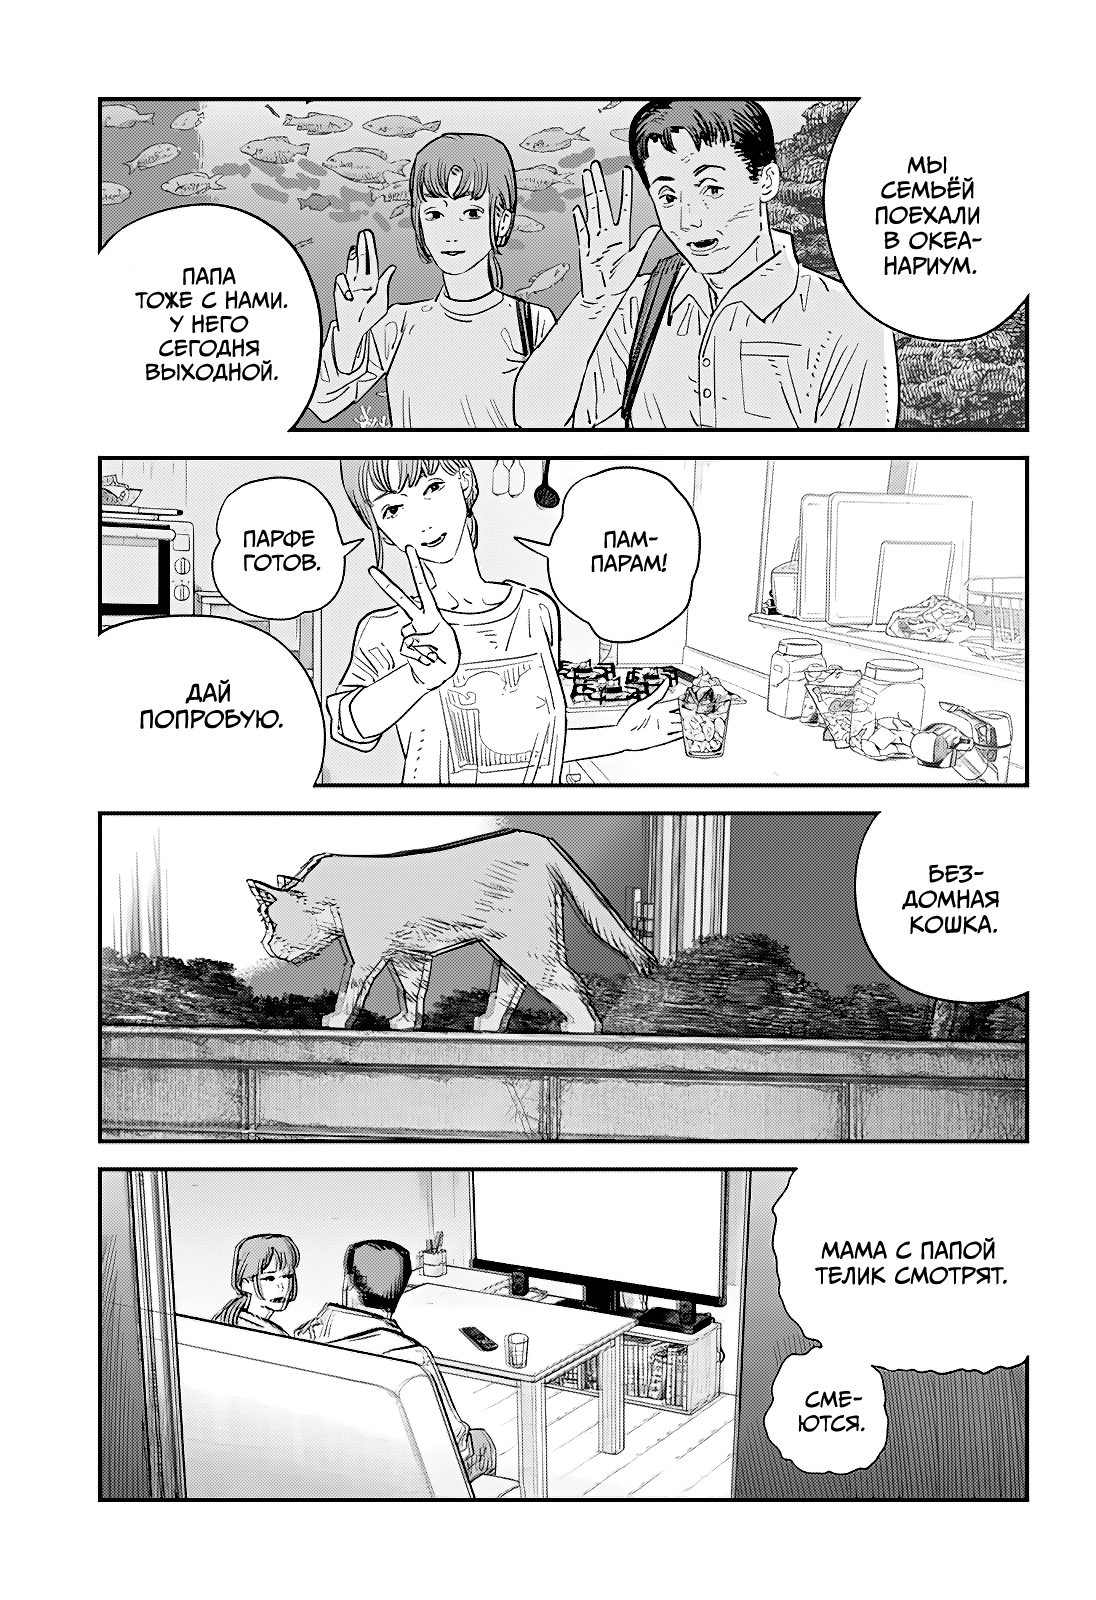 МЫ
СЕМЬЁЙ
ПОЕХАЛИ
В ОКЕА-
НАРИУМ.
ПАПА
ТОЖЕ С НАМИ.
У НЕГО
СЕГОДНЯ
ВЫХОДНОЙ.
ПАМ-
ПАРАМ!
ПАРФЕ
ГОТОВ.
ДАЙ
ПОПРОБУЮ.
БЕЗ-
ДОМНАЯ
КОШКА.
МАМА С ПАПОЙ
ТЕЛИК СМОТРЯТ.
СМЕ-
ЮТСЯ.